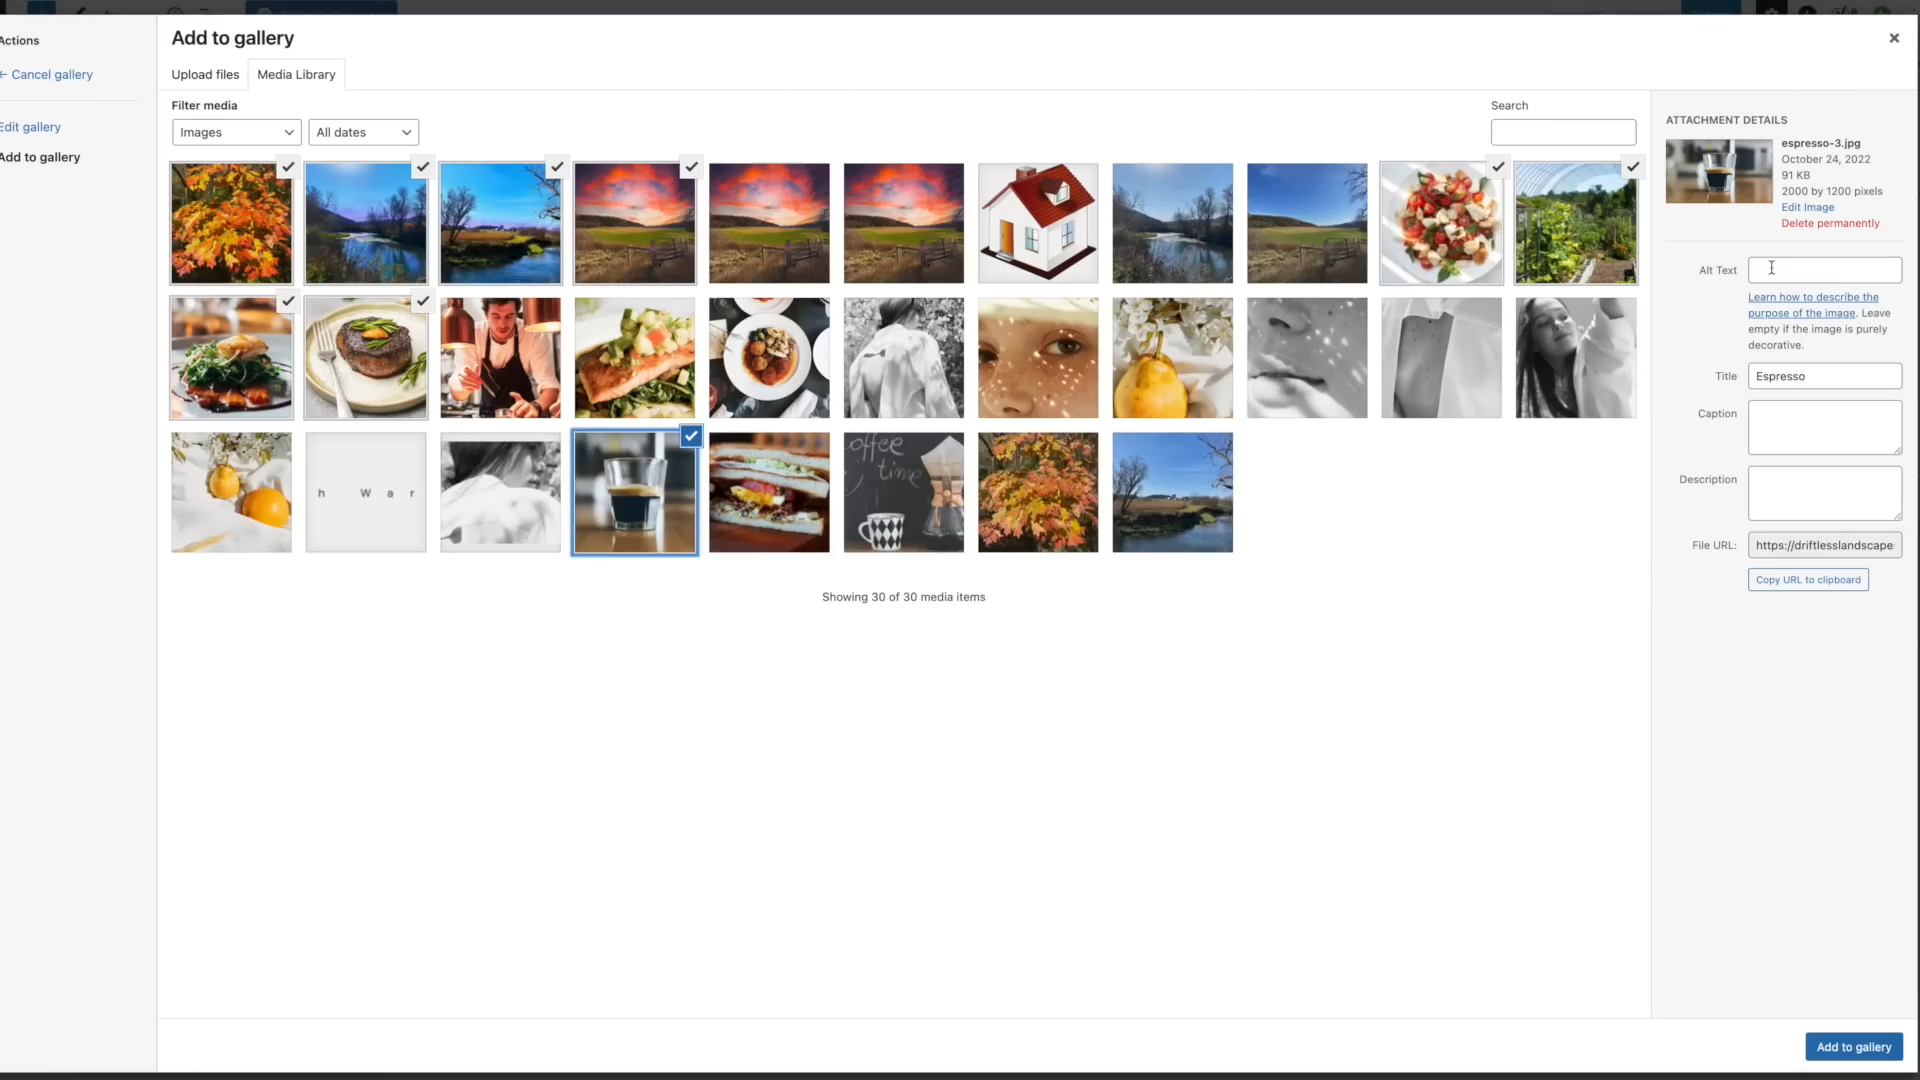 Actions
← Cancel gallery
Edit gallery
Add to gallery
Add to gallery
Upload files
Media Library
Filter media
Images
All dates
Search
h W a r
offee
time
Showing 30 of 30 media items
ATTACHMENT DETAILS
espresso-3.jpg
October 24, 2022
91 KB
2000 by 1200 pixels
Edit Image
Delete permanently
Alt Text
Learn how to describe the
purpose of the image. Leave
empty if the image is purely
decorative.
Title
Espresso
Caption
Description
File URL:
https://driftlesslandscape
Copy URL to clipboard
Add to gallery